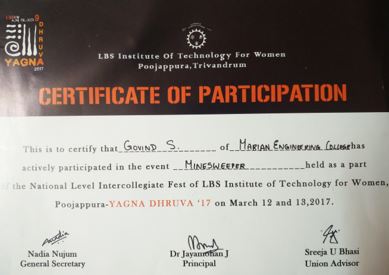 DHRUVA
YAGNA
2017
LBS Institute Of Technology For Women
Poojappura,Trivandrum
CERTIFICATE OF PARTICIPATION
This is to certify that GOVIND S. of MARIAN ENGINEERING COLLEGE has
actively participated in the event MINESWEEPER held as a part
of the National Level Intercollegiate Fest of LBS Institute of Technology for Women,
Poojappura-YAGNA DHRUVA '17 on March 12 and 13,2017.
Nadia Nujum Dr Jayamohan J Sreeja U Bhasi
General Secretary Principal Union Advisor